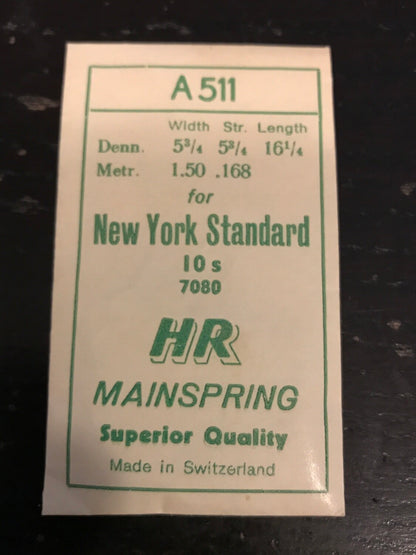 A 511
Width Str. Length
Denn. 5³/₄ 5³/₄ 16¹/₄
Metr. 1.50 .168
for
New York Standard
10 s
7080
HR
MAINSPRING
Superior Quality
Made in Switzerland